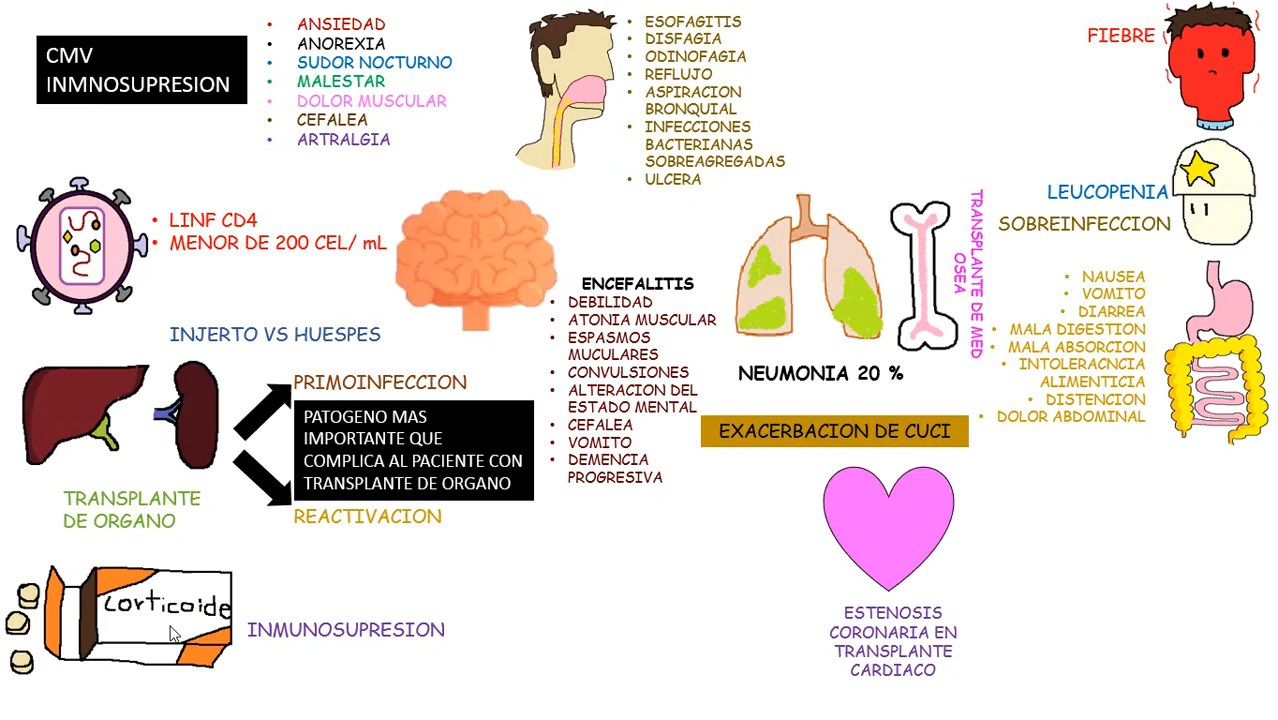 CMV
INMNOSUPRESION
• ANSIEDAD
• ANOREXIA
• SUDOR NOCTURNO
• MALESTAR
• DOLOR MUSCULAR
• CEFALEA
• ARTRALGIA
• ESOFAGITIS
• DISFAGIA
• ODINOFAGIA
• REFLUJO
• ASPIRACION
BRONQUIAL
• INFECCIONES
BACTERIANAS
SOBREAGREGADAS
• ULCERA
FIEBRE
LEUCOPENIA
SOBREINFECCION
• LINF CD4
• MENOR DE 200 CEL/ mL
INJERTO VS HUESPES
PRIMOINFECCION
PATOGENO MAS
IMPORTANTE QUE
COMPLICA AL PACIENTE CON
TRANSPLANTE DE ORGANO
REACTIVACION
TRANSPLANTE
DE ORGANO
corticoide
INMUNOSUPRESION
ENCEFALITIS
• DEBILIDAD
• ATONIA MUSCULAR
• ESPASMOS
MUCULARES
• CONVULSIONES
• ALTERACION DEL
ESTADO MENTAL
• CEFALEA
• VOMITO
• DEMENCIA
PROGRESIVA
NEUMONIA 20 %
TRANSPLANTE DE MED
OSEA
• NAUSEA
• VOMITO
• DIARREA
• MALA DIGESTION
• MALA ABSORCION
• INTOLERACNCIA
ALIMENTICIA
• DISTENCION
• DOLOR ABDOMINAL
EXACERBACION DE CUCI
ESTENOSIS
CORONARIA EN
TRANSPLANTE
CARDIACO